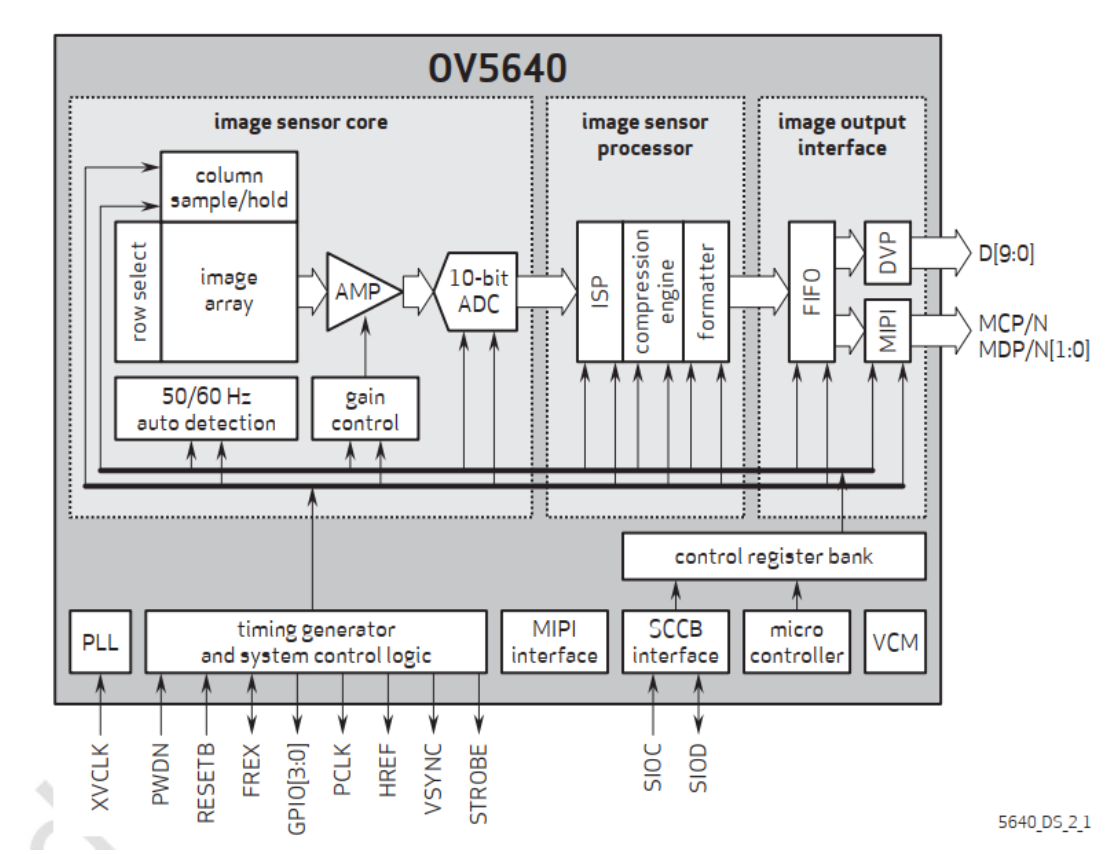 OV5640
image sensor core
image sensor
processor
image output
interface
column
sample/hold
row select
image
array
AMP
10-bit
ADC
ISP
compression
engine
formatter
FIFO
DVP
MIPI
D[9:0]
MCP/N
MDP/N[1:0]
50/60 Hz
auto detection
gain
control
control register bank
PLL
timing generator
and system control logic
MIPI
interface
SCCB
interface
micro
controller
VCM
XVCLK
PWDN
RESETB
FREX
GPIO[3:0]
PCLK
HREF
VSYNC
STROBE
SIOC
SIOD
5640_DS_2_1